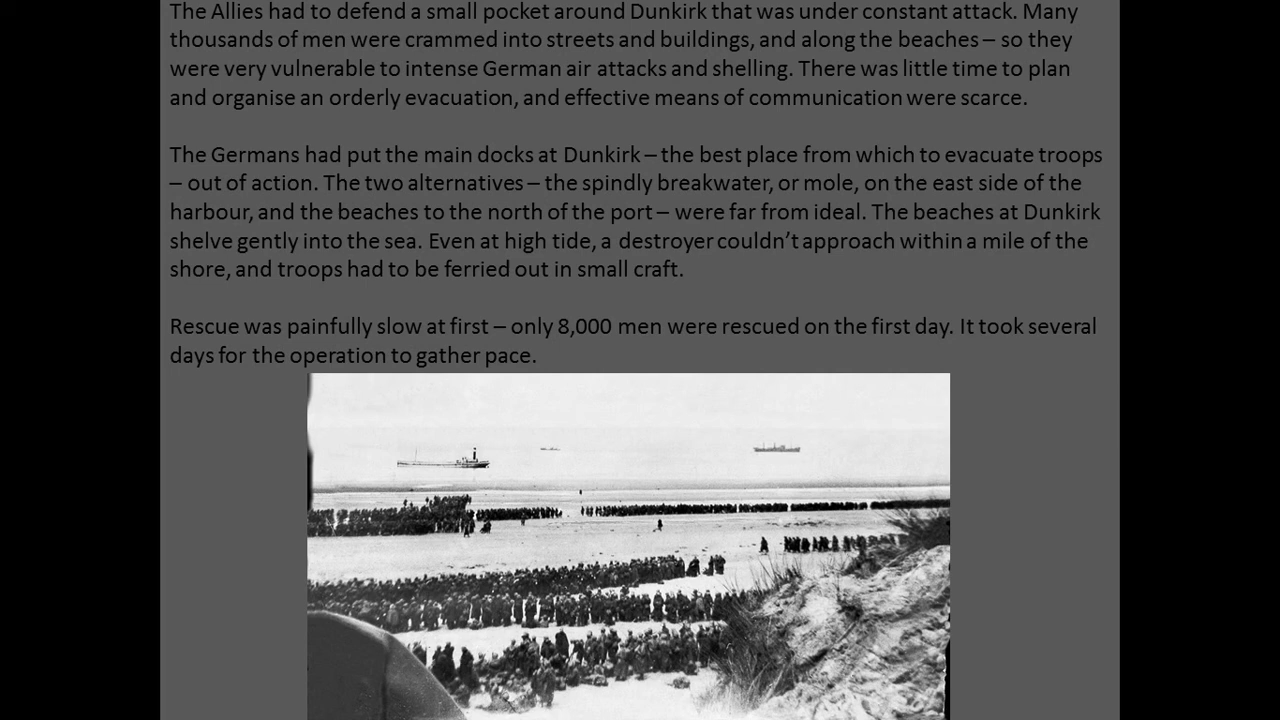 The Allies had to defend a small pocket around Dunkirk that was under constant attack. Many
thousands of men were crammed into streets and buildings, and along the beaches – so they
were very vulnerable to intense German air attacks and shelling. There was little time to plan
and organise an orderly evacuation, and effective means of communication were scarce.
The Germans had put the main docks at Dunkirk – the best place from which to evacuate troops
– out of action. The two alternatives – the spindly breakwater, or mole, on the east side of the
harbour, and the beaches to the north of the port – were far from ideal. The beaches at Dunkirk
shelve gently into the sea. Even at high tide, a destroyer couldn’t approach within a mile of the
shore, and troops had to be ferried out in small craft.
Rescue was painfully slow at first – only 8,000 men were rescued on the first day. It took several
days for the operation to gather pace.